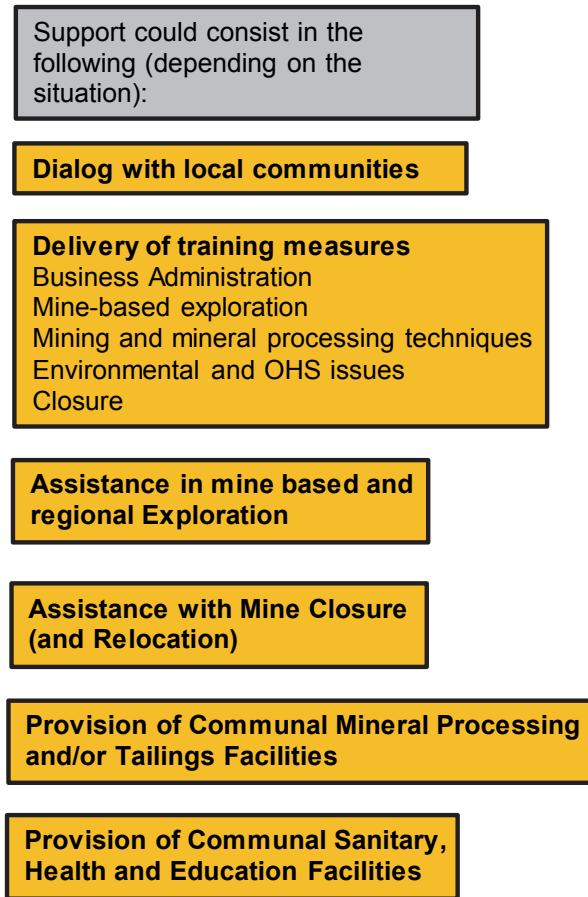 Support could consist in the
following (depending on the
situation):
Dialog with local communities
Delivery of training measures
Business Administration
Mine-based exploration
Mining and mineral processing techniques
Environmental and OHS issues
Closure
Assistance in mine based and
regional Exploration
Assistance with Mine Closure
(and Relocation)
Provision of Communal Mineral Processing
and/or Tailings Facilities
Provision of Communal Sanitary,
Health and Education Facilities